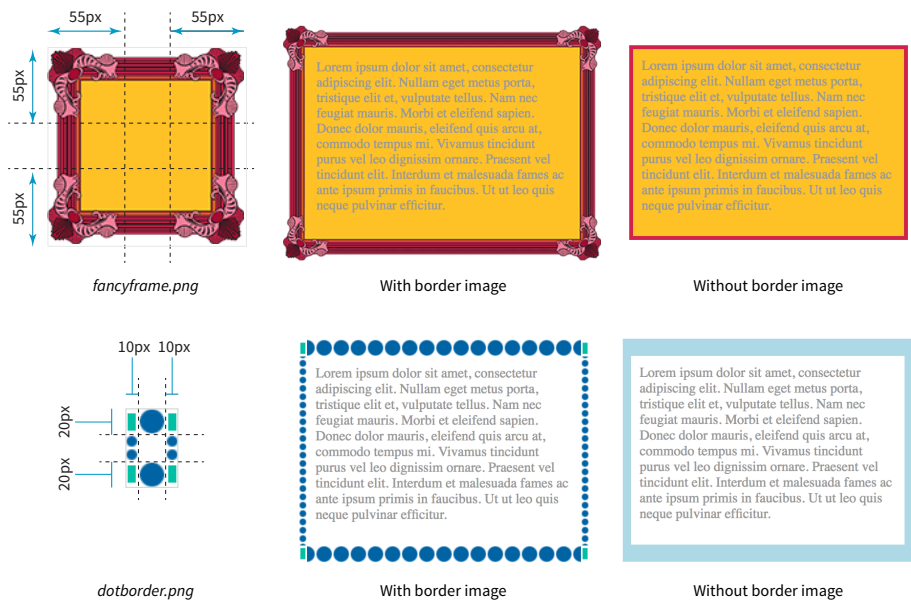 55px 55px
55px
55px
Lorem ipsum dolor sit amet, consectetur
adipiscing elit. Nullam eget metus porta,
tristique elit et, vulputate tellus. Nam nec
feugiat mauris. Morbi et eleifend sapien.
Donec dolor mauris, eleifend quis arcu at,
commodo tempus mi. Vivamus tincidunt
purus vel leo dignissim ornare. Praesent vel
tincidunt elit. Interdum et malesuada fames ac
ante ipsum primis in faucibus. Ut ut leo quis
neque pulvinar efficitur.
Lorem ipsum dolor sit amet, consectetur
adipiscing elit. Nullam eget metus porta,
tristique elit et, vulputate tellus. Nam nec
feugiat mauris. Morbi et eleifend sapien.
Donec dolor mauris, eleifend quis arcu at,
commodo tempus mi. Vivamus tincidunt
purus vel leo dignissim ornare. Praesent vel
tincidunt elit. Interdum et malesuada fames ac
ante ipsum primis in faucibus. Ut ut leo quis
neque pulvinar efficitur.
fancyframe.png
With border image
Without border image
10px 10px
20px
20px
Lorem ipsum dolor sit amet, consectetur
adipiscing elit. Nullam eget metus porta,
tristique elit et, vulputate tellus. Nam nec
feugiat mauris. Morbi et eleifend sapien.
Donec dolor mauris, eleifend quis arcu at,
commodo tempus mi. Vivamus tincidunt
purus vel leo dignissim ornare. Praesent vel
tincidunt elit. Interdum et malesuada fames ac
ante ipsum primis in faucibus. Ut ut leo quis
neque pulvinar efficitur.
Lorem ipsum dolor sit amet, consectetur
adipiscing elit. Nullam eget metus porta,
tristique elit et, vulputate tellus. Nam nec
feugiat mauris. Morbi et eleifend sapien.
Donec dolor mauris, eleifend quis arcu at,
commodo tempus mi. Vivamus tincidunt
purus vel leo dignissim ornare. Praesent vel
tincidunt elit. Interdum et malesuada fames ac
ante ipsum primis in faucibus. Ut ut leo quis
neque pulvinar efficitur.
dotborder.png
With border image
Without border image